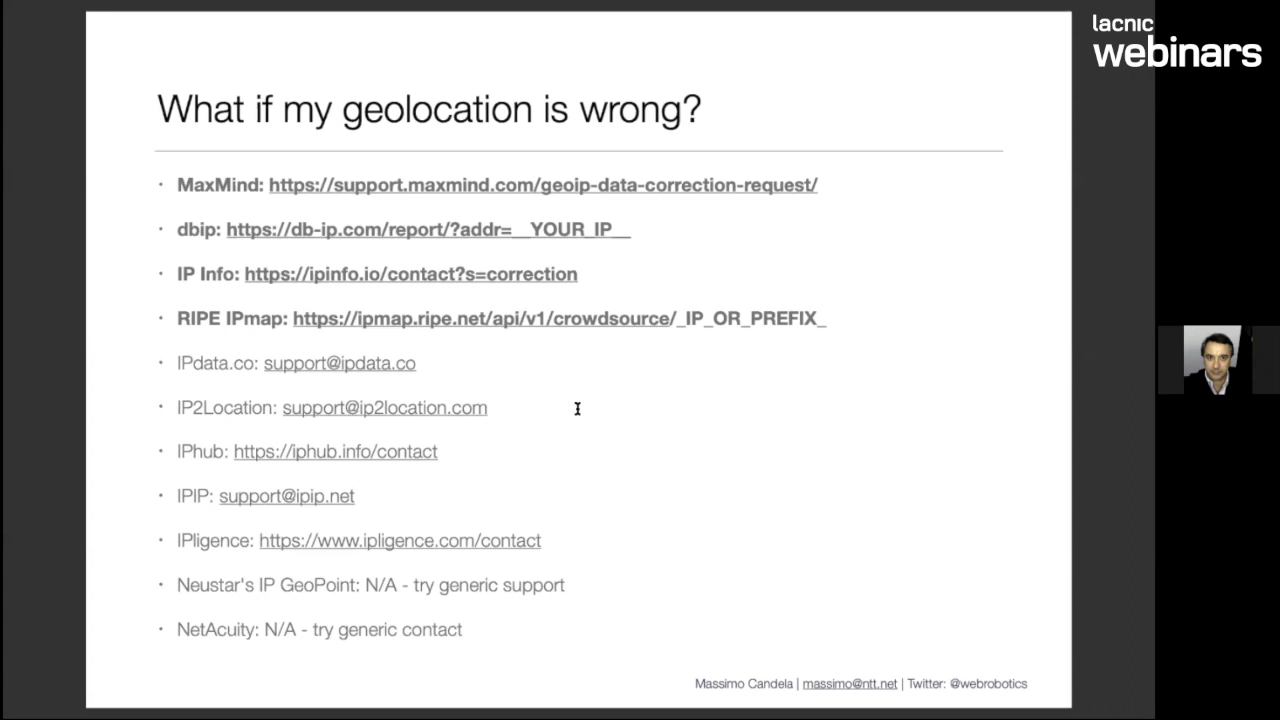 lacnic
webinars
What if my geolocation is wrong?
· MaxMind: https://support.maxmind.com/geoip-data-correction-request/
· dbip: https://db-ip.com/report/?addr=__YOUR_IP__
· IP Info: https://ipinfo.io/contact?s=correction
· RIPE IPmap: https://ipmap.ripe.net/api/v1/crowdsource/_IP_OR_PREFIX_
· IPdata.co: support@ipdata.co
· IP2Location: support@ip2location.com
· IPhub: https://iphub.info/contact
· IPIP: support@ipip.net
· IPligence: https://www.ipligence.com/contact
· Neustar's IP GeoPoint: N/A - try generic support
· NetAcuity: N/A - try generic contact
Massimo Candela | massimo@ntt.net | Twitter: @webrobotics